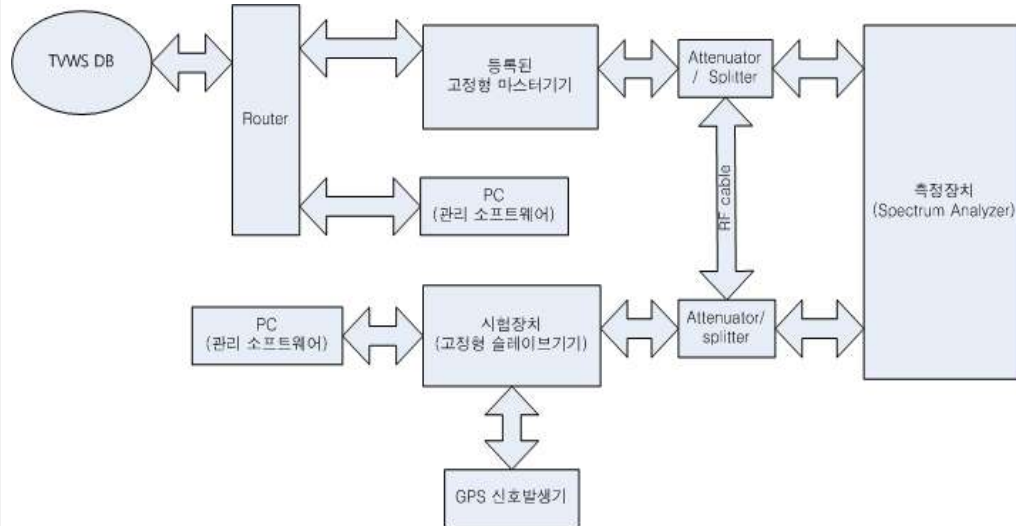 TVWS DB
Router
등록된
고정형 마스터기기
Attenuator
/ Splitter
측정장치
(Spectrum Analyzer)
PC
(관리 소프트웨어)
RF cable
PC
(관리 소프트웨어)
시험장치
(고정형 슬레이브기기)
Attenuator/
splitter
GPS 신호발생기